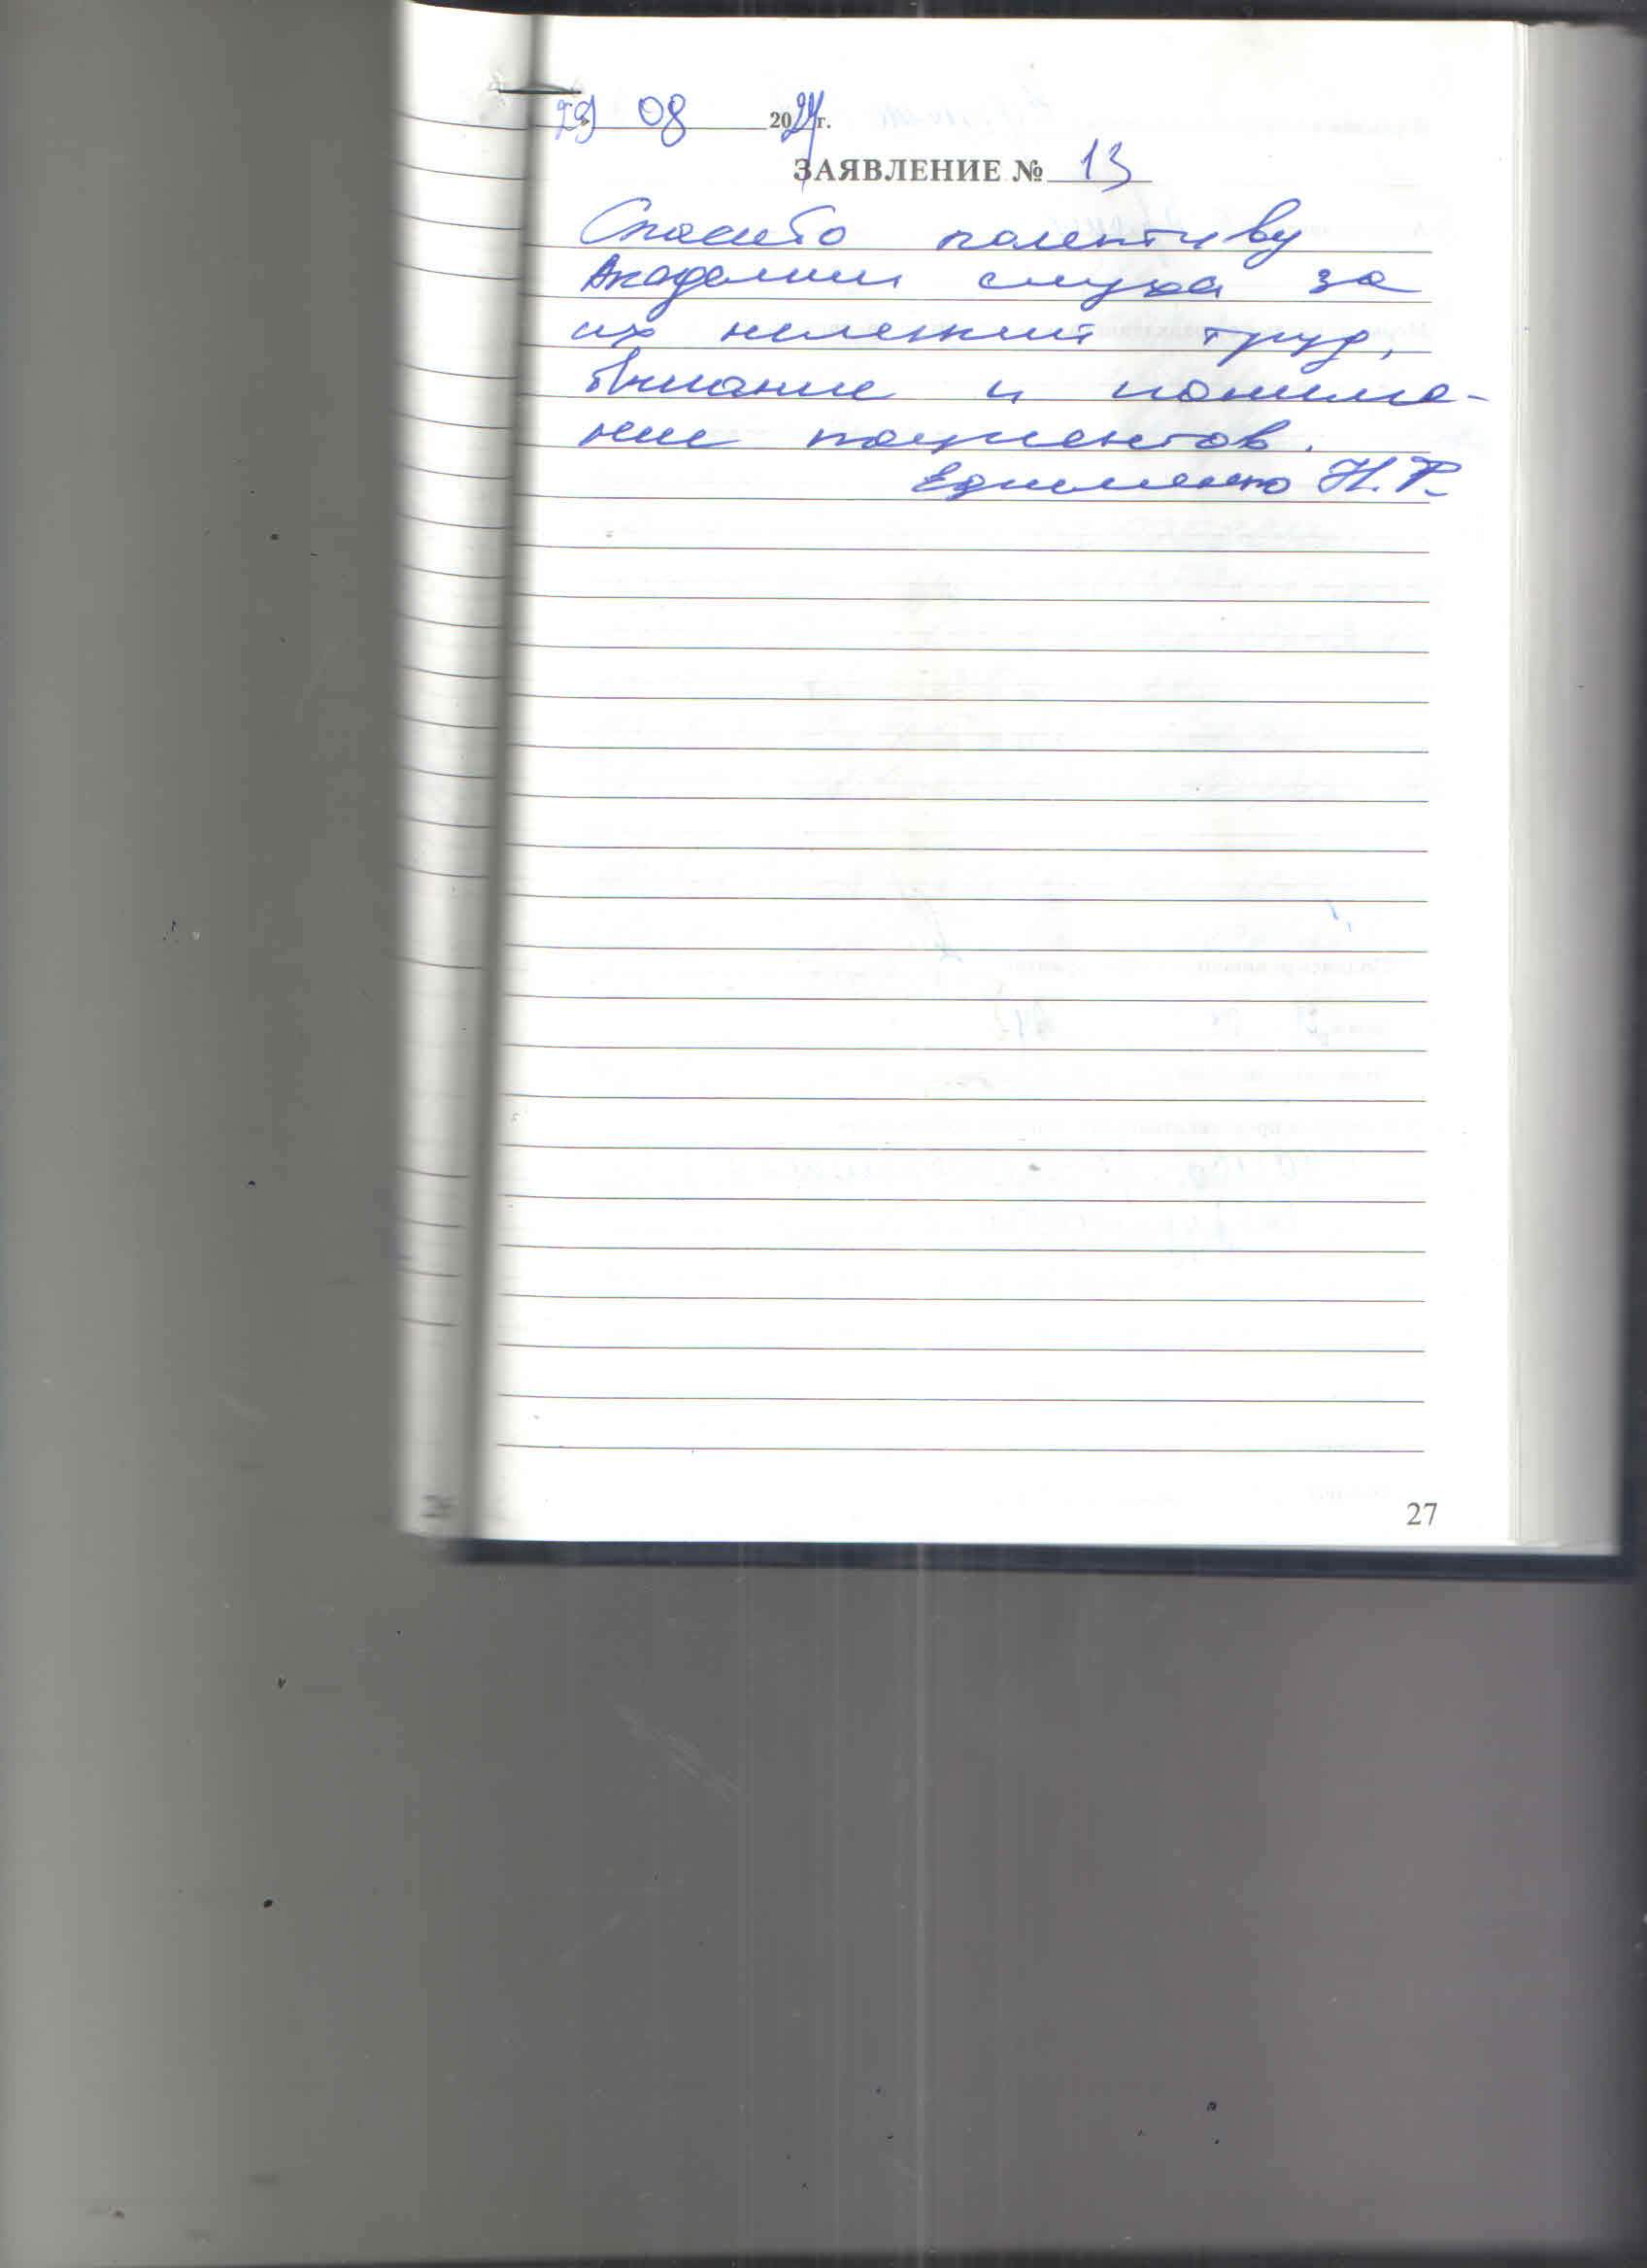 29 08 2024г.
ЗАЯВЛЕНИЕ № 13
Спасибо коллективу
Академии слуха за
их нелегкий труд,
внимание и понима-
ние пациентов.
Н.Р.
27